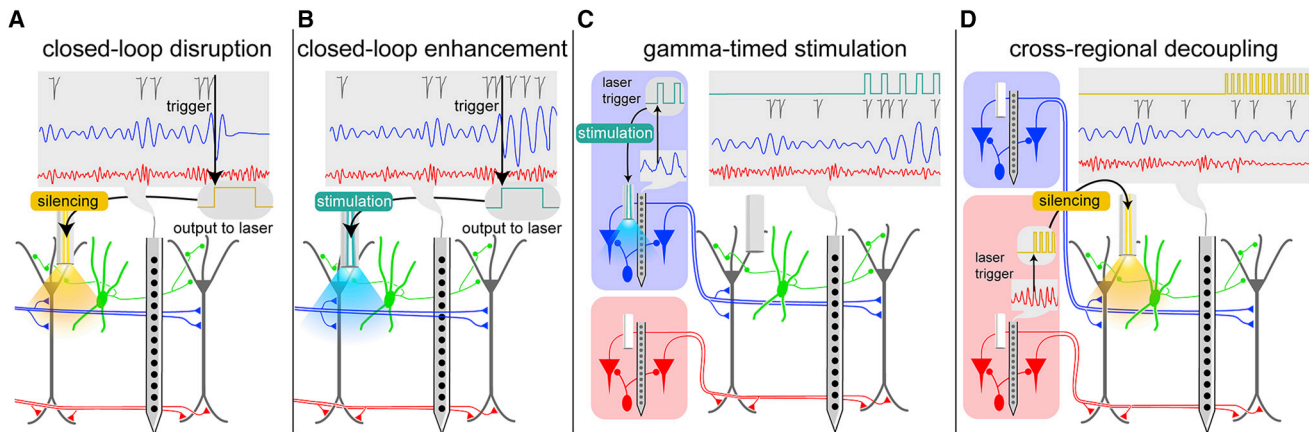 A
closed-loop disruption
trigger
silencing
output to laser
B
closed-loop enhancement
trigger
stimulation
output to laser
C
gamma-timed stimulation
laser
trigger
stimulation
D
cross-regional decoupling
silencing
laser
trigger